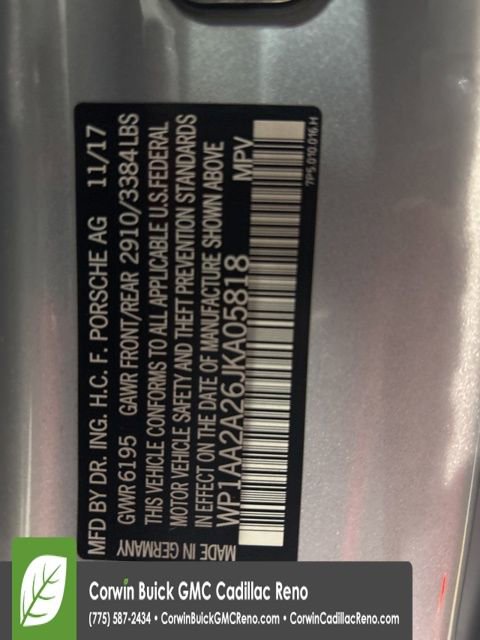 MFD BY DR. ING. H.C. F. PORSCHE AG 11/17
GVWR 6195 GAWR FRONT/REAR 2910/3384 LBS
THIS VEHICLE CONFORMS TO ALL APPLICABLE U.S. FEDERAL
MOTOR VEHICLE SAFETY AND THEFT PREVENTION STANDARDS
IN EFFECT ON THE DATE OF MANUFACTURE SHOWN ABOVE
WP1AA2A26JKA05818 MPV
MADE IN GERMANY
7P5.010.016.H
Corwin Buick GMC Cadillac Reno
(775) 587-2434 • CorwinBuickGMCReno.com • CorwinCadillacReno.com